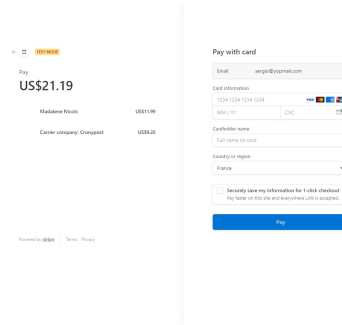 TEST MODE
Pay
US$21.19
Madalene Nicols US$11.99
Carrier company: Cronypost US$9.20
Powered by stripe | Terms Privacy
Pay with card
Email sergio@yopmail.com
Card information
1234 1234 1234 1234 VISA
MM / YY CVC
Cardholder name
Full name on card
Country or region
France
Securely save my information for 1-click checkout
Pay faster on this site and everywhere Link is accepted.
Pay